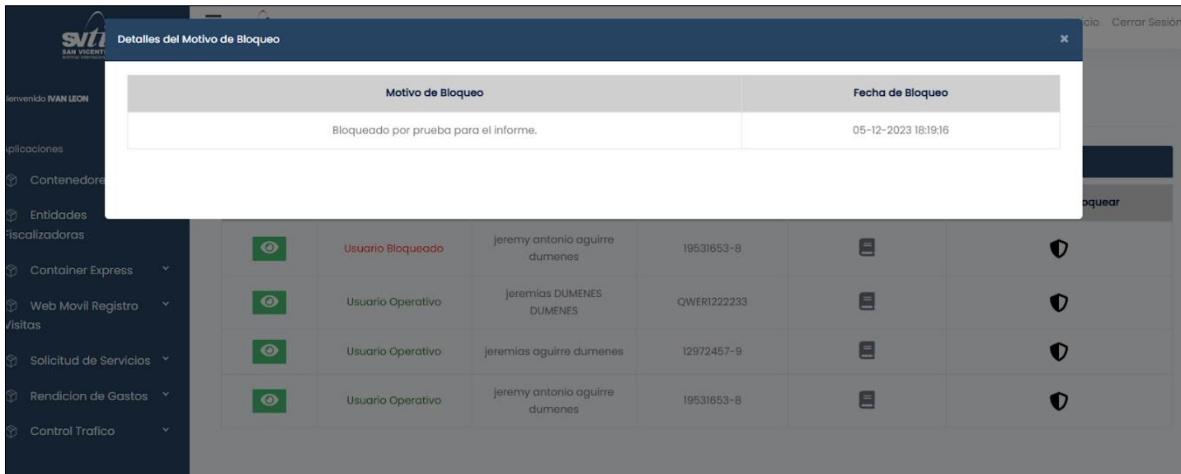 SVTI
SAN VICENTE
Detalles del Motivo de Bloqueo
×
Cerrar Sesión
Bienvenido IVAN LEON
Motivo de Bloqueo
Fecha de Bloqueo
Bloqueado por prueba para el informe.
05-12-2023 18:19:16
Aplicaciones
Contenedore
Entidades
Fiscalizadoras
Container Express
Web Movil Registro
Visitas
Solicitud de Servicios
Rendicion de Gastos
Control Trafico
oquear
Usuario Bloqueado
jeremy antonio aguirre
dumenes
19531653-8
Usuario Operativo
jeremias DUMENES
DUMENES
QWER1222233
Usuario Operativo
jeremias aguirre dumenes
12972457-9
Usuario Operativo
jeremy antonio aguirre
dumenes
19531653-8